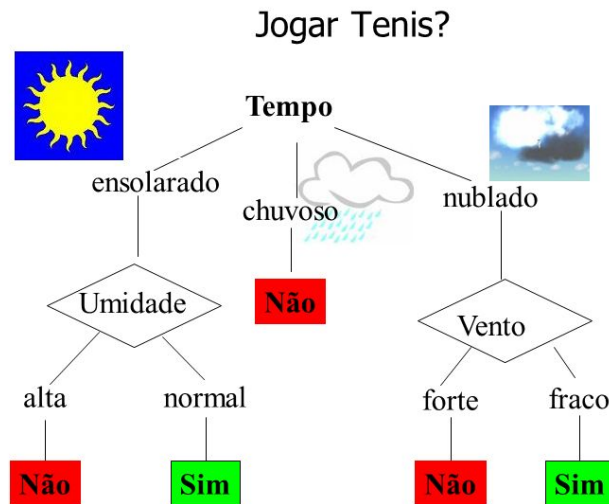 Jogar Tenis?
Tempo
ensolarado
chuvoso
nublado
Umidade
Não
Vento
alta
normal
forte
fraco
Não
Sim
Não
Sim